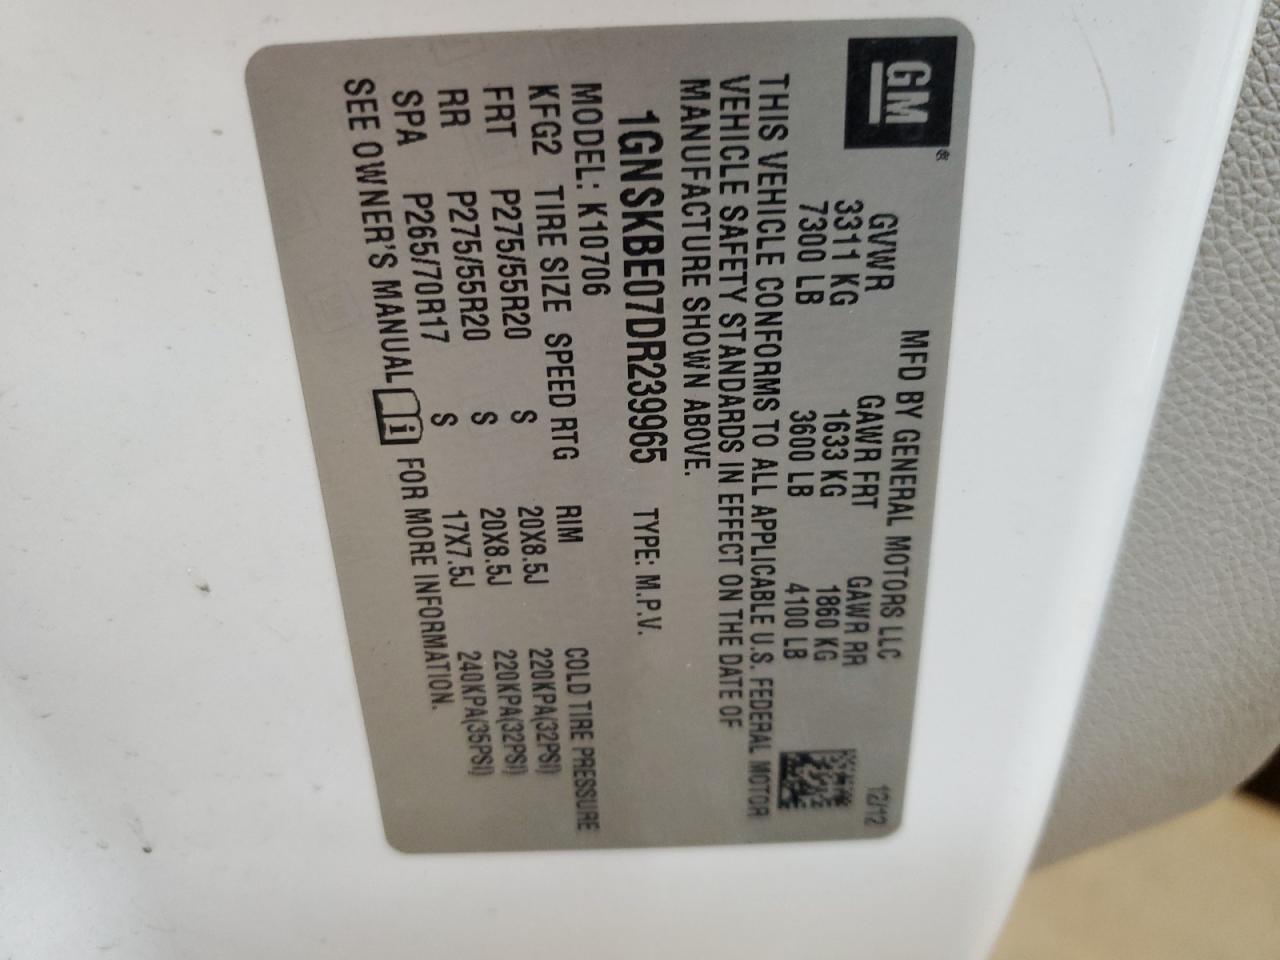 GM®
MFD BY GENERAL MOTORS LLC 12/12
GVWR GAWR FRT GAWR RR
3311 KG 1633 KG 1860 KG
7300 LB 3600 LB 4100 LB
THIS VEHICLE CONFORMS TO ALL APPLICABLE U.S. FEDERAL MOTOR
VEHICLE SAFETY STANDARDS IN EFFECT ON THE DATE OF
MANUFACTURE SHOWN ABOVE.
1GNSKBE07DR239965 TYPE: M.P.V.
MODEL: K10706
KFG2 TIRE SIZE SPEED RTG RIM COLD TIRE PRESSURE
FRT P275/55R20 S 20X8.5J 220KPA(32PSI)
RR P275/55R20 S 20X8.5J 220KPA(32PSI)
SPA P265/70R17 S 17X7.5J 240KPA(35PSI)
SEE OWNER'S MANUAL i FOR MORE INFORMATION.